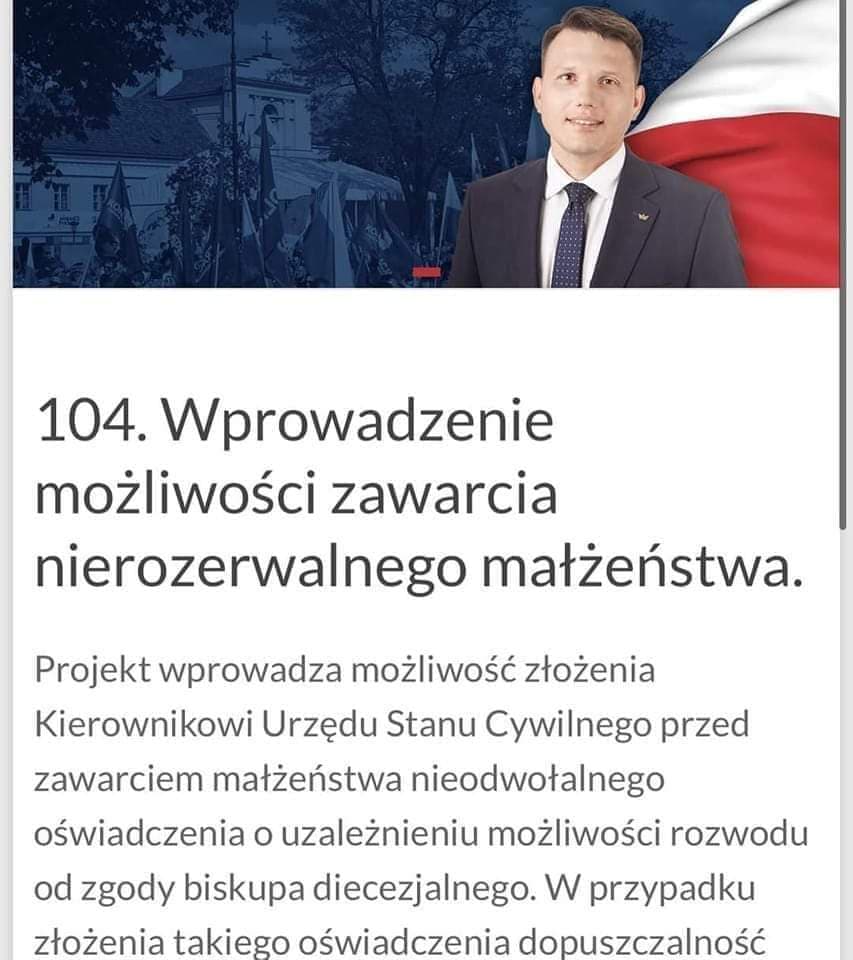 104. Wprowadzenie
możliwości zawarcia
nierozerwalnego małżeństwa.
Projekt wprowadza możliwość złożenia
Kierownikowi Urzędu Stanu Cywilnego przed
zawarciem małżeństwa nieodwołalnego
oświadczenia o uzależnieniu możliwości rozwodu
od zgody biskupa diecezjalnego. W przypadku
złożenia takiego oświadczenia dopuszczalność